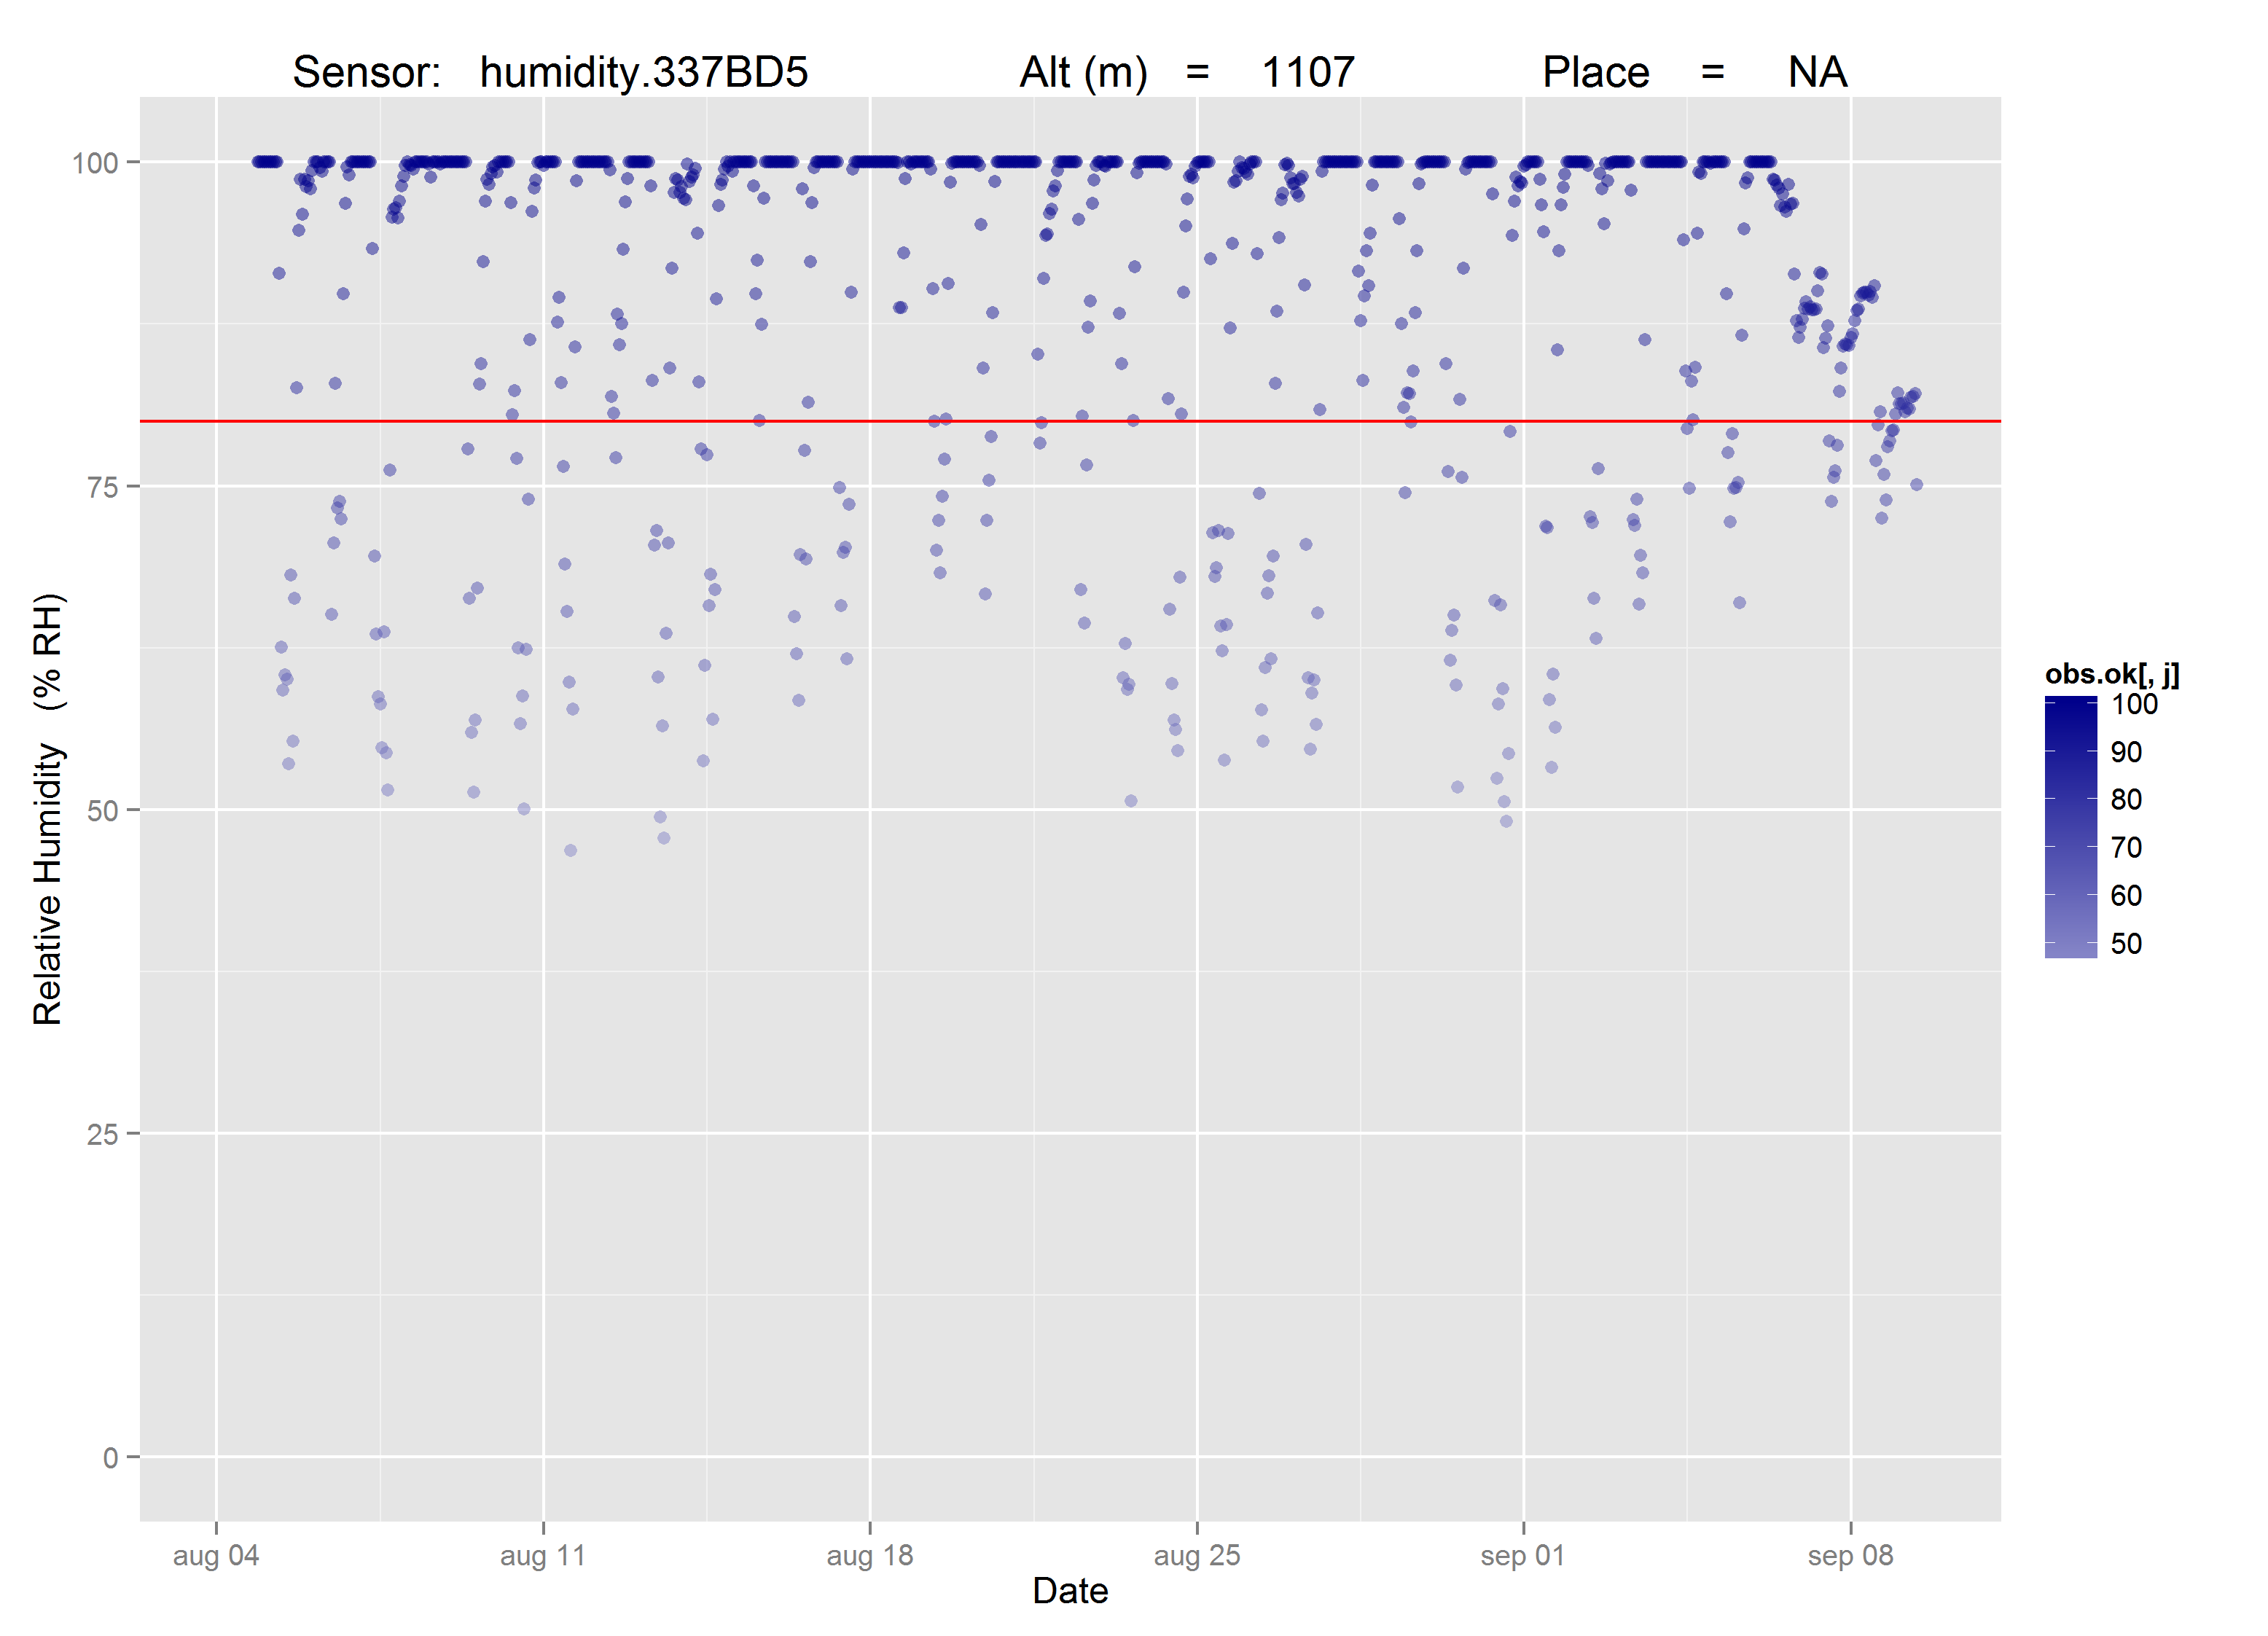 Sensor: humidity.337BD5 Alt (m) = 1107 Place = NA
100
75
50
25
0
Relative Humidity (% RH)
aug 04 aug 11 aug 18 aug 25 sep 01 sep 08
Date
obs.ok[, j]
100
90
80
70
60
50